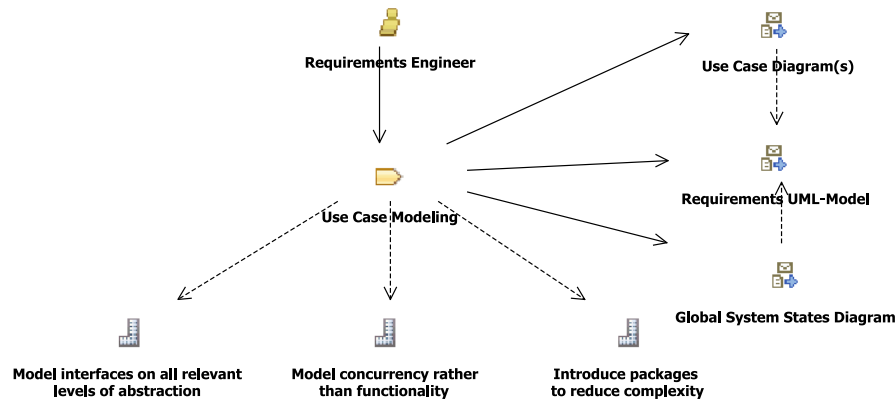 Requirements Engineer
Use Case Diagram(s)
Use Case Modeling
Requirements UML-Model
Global System States Diagram
Model interfaces on all relevant
levels of abstraction
Model concurrency rather
than functionality
Introduce packages
to reduce complexity